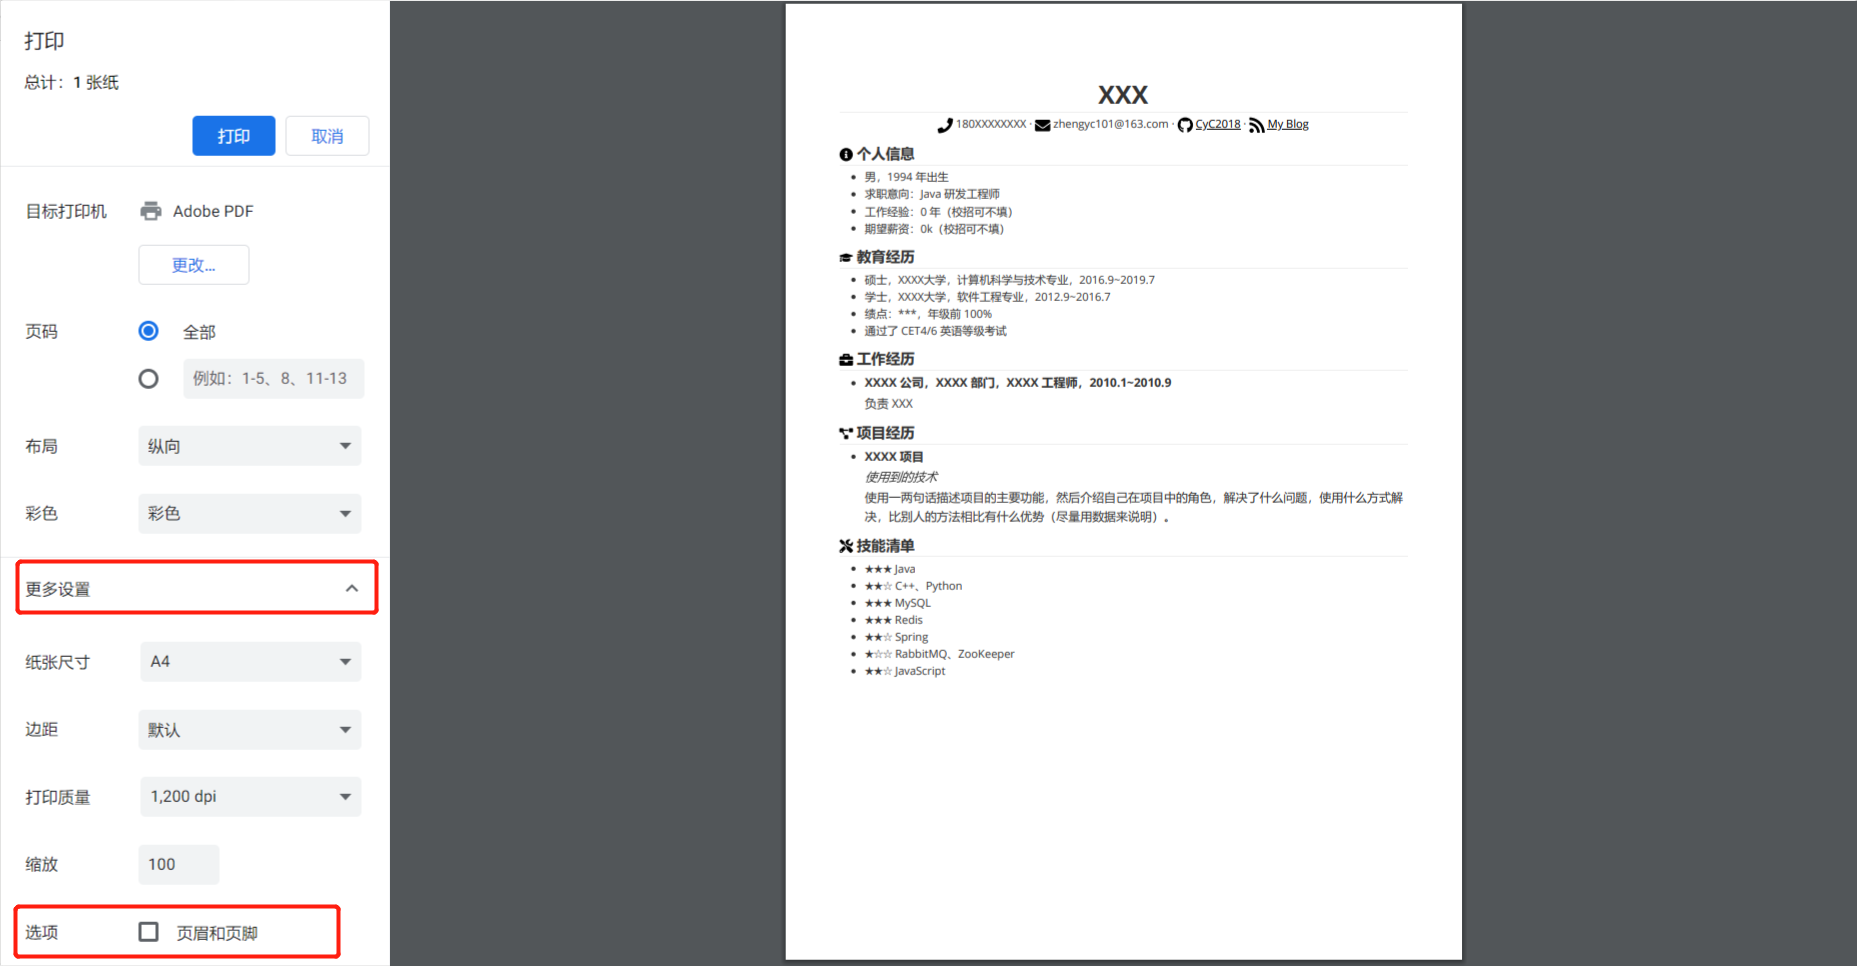 打印
总计：1 张纸
打印
取消
目标打印机
Adobe PDF
更改...
页码
全部
例如：1-5、8、11-13
布局
纵向
彩色
彩色
更多设置
纸张尺寸
A4
边距
默认
打印质量
1,200 dpi
缩放
100
选项
页眉和页脚
XXX
180XXXXXXXX · zhengyc101@163.com · CyC2018 · My Blog
个人信息
男，1994 年出生
求职意向：Java 研发工程师
工作经验：0 年（校招可不填）
期望薪资：0k（校招可不填）
教育经历
硕士，XXXX大学，计算机科学与技术专业，2016.9~2019.7
学士，XXXX大学，软件工程专业，2012.9~2016.7
绩点：***，年级前 100%
通过了 CET4/6 英语等级考试
工作经历
XXXX 公司，XXXX 部门，XXXX 工程师，2010.1~2010.9
负责 XXX
项目经历
XXXX 项目
使用到的技术
使用一两句话描述项目的主要功能，然后介绍自己在项目中的角色，解决了什么问题，使用什么方式解
决，比别人的方法相比有什么优势（尽量用数据来说明）。
技能清单
★★★ Java
★★☆ C++、Python
★★★ MySQL
★★★ Redis
★★☆ Spring
★☆☆ RabbitMQ、ZooKeeper
★★☆ JavaScript